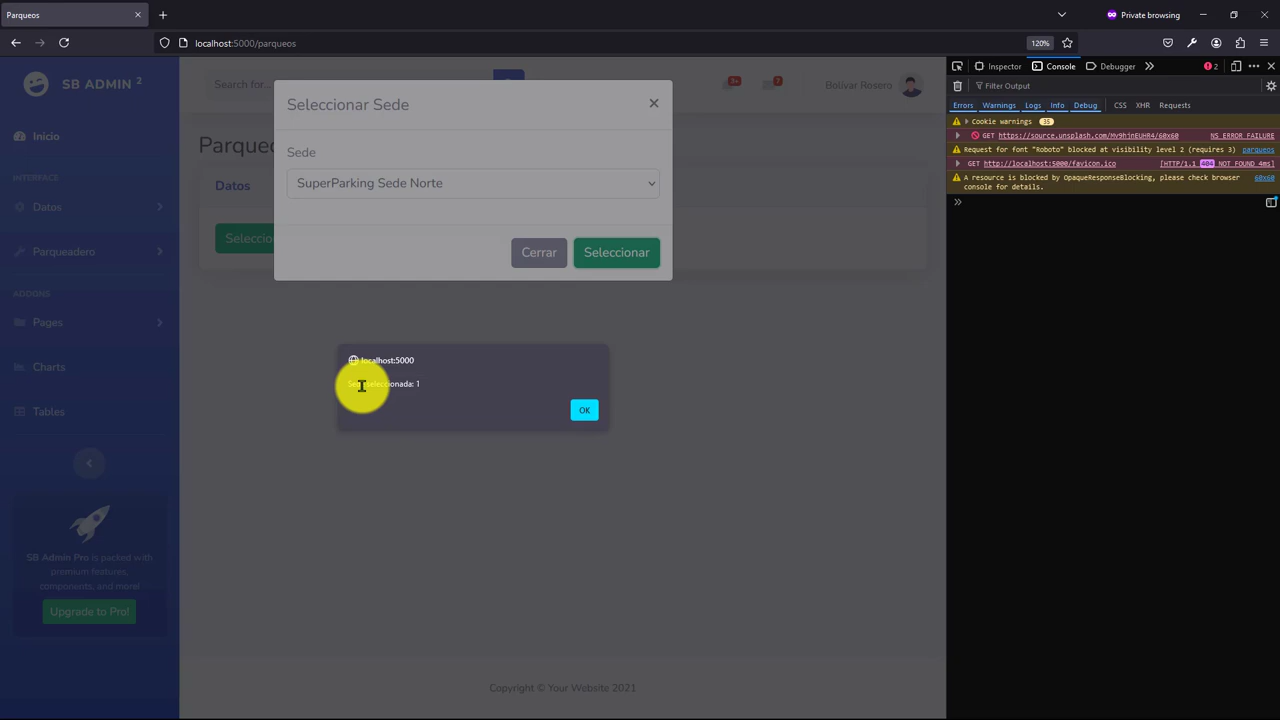 Parqueos
Private browsing
localhost:5000/parqueos
120%
SB ADMIN 2
Inicio
INTERFACE
Datos
Parqueadero
ADDONS
Pages
Charts
Tables
SB Admin Pro is packed with
premium features,
components, and more!
Upgrade to Pro!
Search for...
3+
7
Bolívar Rosero
Parque
Datos
Seleccio
Seleccionar Sede
Sede
SuperParking Sede Norte
Cerrar
Seleccionar
localhost:5000
Sede seleccionada: 1
OK
Copyright © Your Website 2021
Inspector
Console
Debugger
2
Filter Output
Errors
Warnings
Logs
Info
Debug
CSS
XHR
Requests
Cookie warnings 35
GET https://source.unsplash.com/Mv9hjnEUHR4/60x60 NS_ERROR_FAILURE
Request for font "Roboto" blocked at visibility level 2 (requires 3) parqueos
GET http://localhost:5000/favicon.ico [HTTP/1.1 404 NOT FOUND 4ms]
A resource is blocked by OpaqueResponseBlocking, please check browser 60x60
console for details.